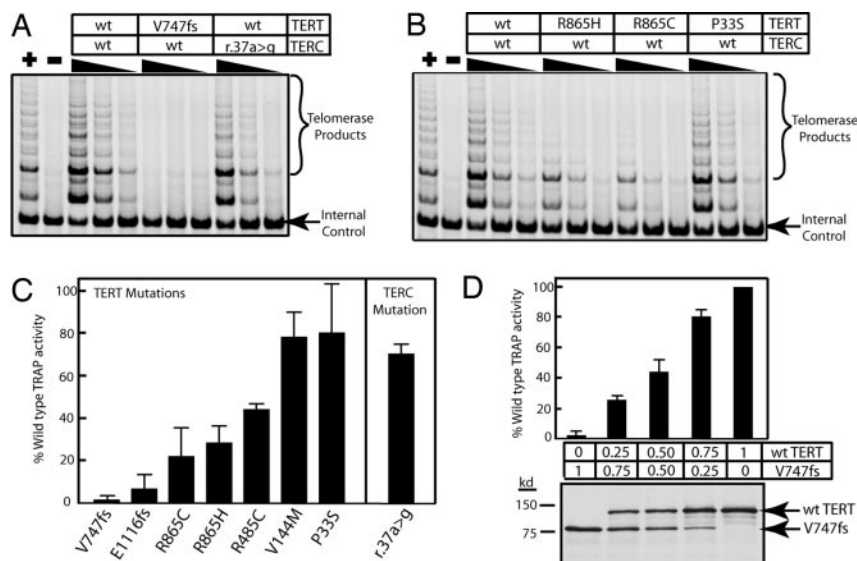 A
wt V747fs wt TERT
wt wt r.37a>g TERC
+ -
Telomerase
Products
Internal
Control
B
wt R865H R865C P33S TERT
wt wt wt wt TERC
+ -
Telomerase
Products
Internal
Control
C
% Wild type TRAP activity
100
80
60
40
20
0
TERT Mutations
TERC
Mutation
V747fs
E1116fs
R865C
R865H
R485C
V144M
P33S
r.37a>g
D
% Wild type TRAP activity
100
80
60
40
20
0
0 0.25 0.50 0.75 1 wt TERT
1 0.75 0.50 0.25 0 V747fs
kd
150
75
wt TERT
V747fs